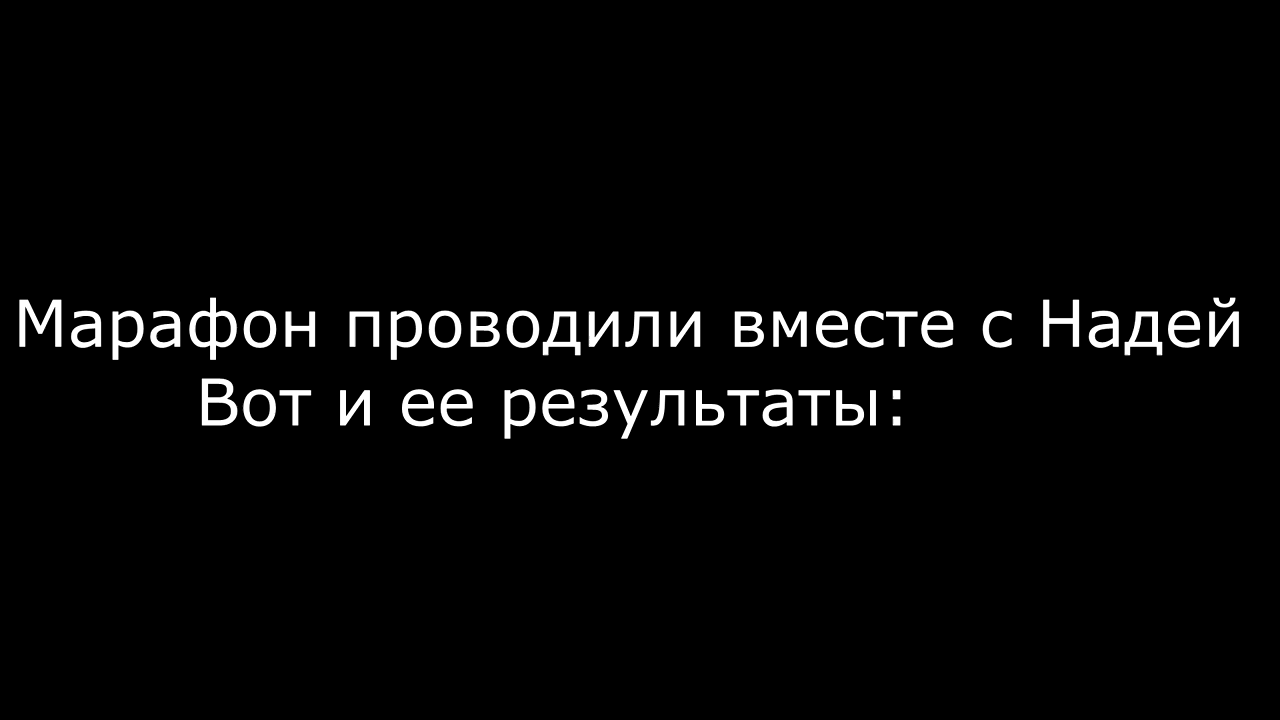 Марафон проводили вместе с Надей
Вот и ее результаты: